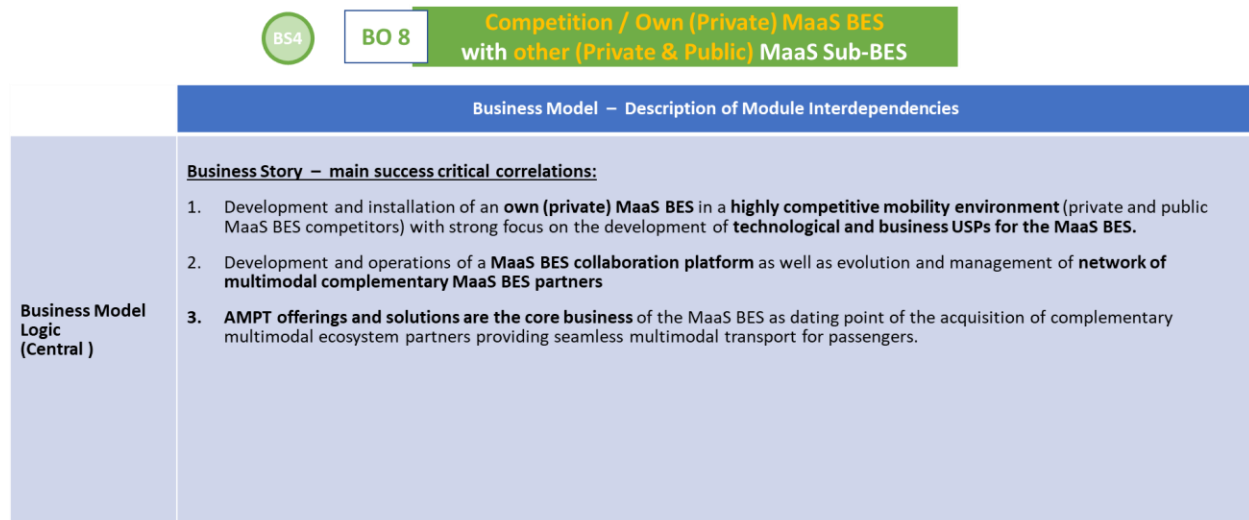 BS4
BO 8
Competition / Own (Private) MaaS BES
with other (Private & Public) MaaS Sub-BES
Business Model – Description of Module Interdependencies
Business Model
Logic
(Central )
Business Story – main success critical correlations:
1. Development and installation of an own (private) MaaS BES in a highly competitive mobility environment (private and public
MaaS BES competitors) with strong focus on the development of technological and business USPs for the MaaS BES.
2. Development and operations of a MaaS BES collaboration platform as well as evolution and management of network of
multimodal complementary MaaS BES partners
3. AMPT offerings and solutions are the core business of the MaaS BES as dating point of the acquisition of complementary
multimodal ecosystem partners providing seamless multimodal transport for passengers.